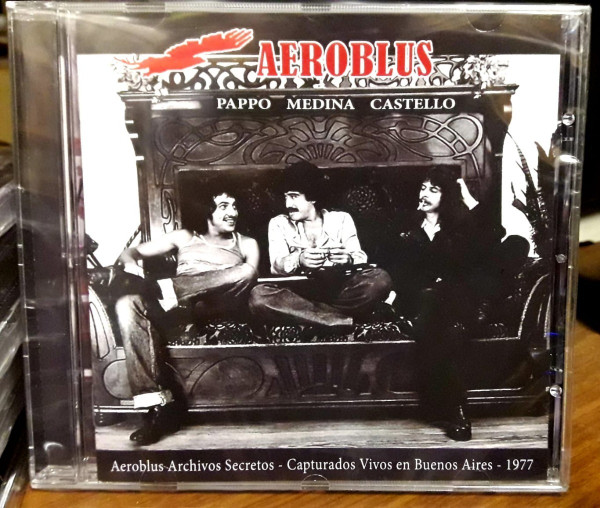 AEROBLUS
PAPPO MEDINA CASTELLO
Aeroblus Archivos Secretos - Capturados Vivos en Buenos Aires - 1977